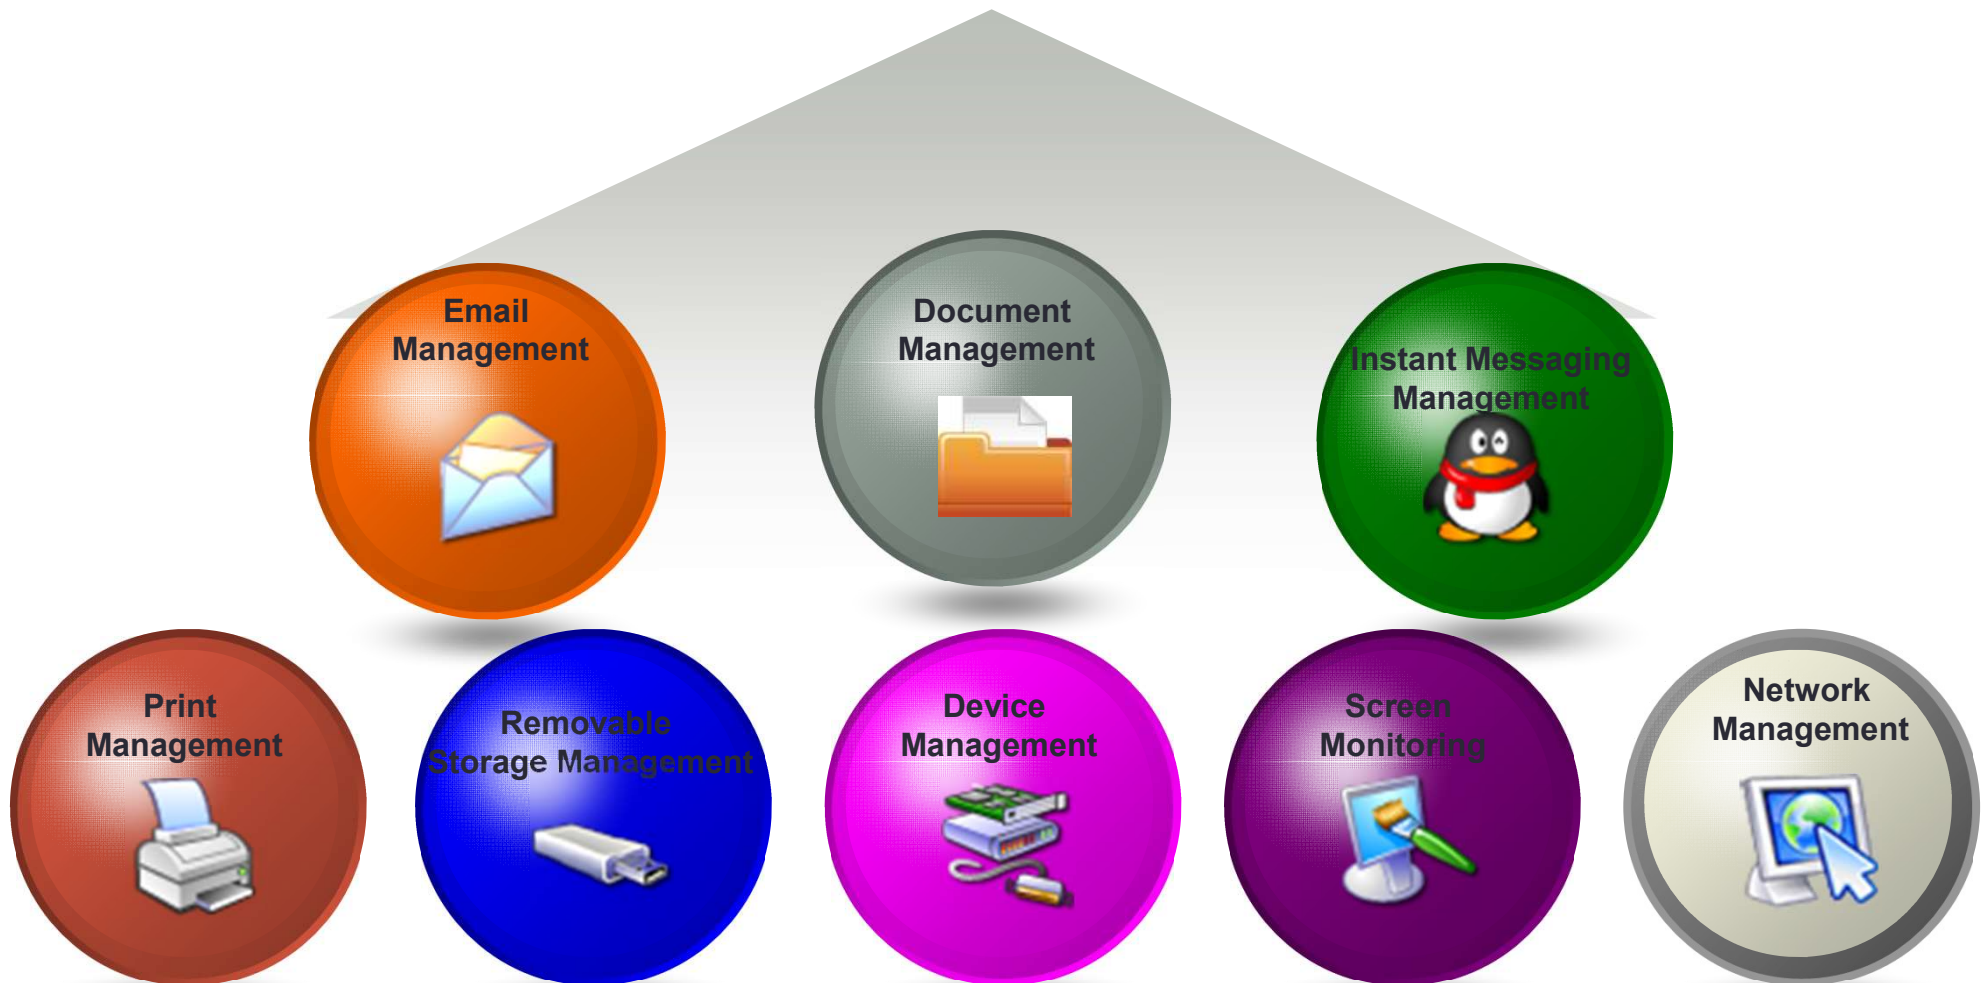 Email
Management
Document
Management
Instant Messaging
Management
Print
Management
Removable
Storage Management
Device
Management
Screen
Monitoring
Network
Management